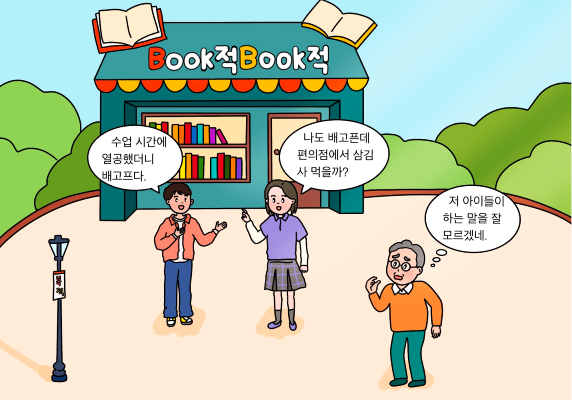 Book적Book적
수업 시간에
열공했더니
배고프다.
나도 배고픈데
편의점에서 삼김
사 먹을까?
저 아이들이
하는 말을 잘
모르겠네.